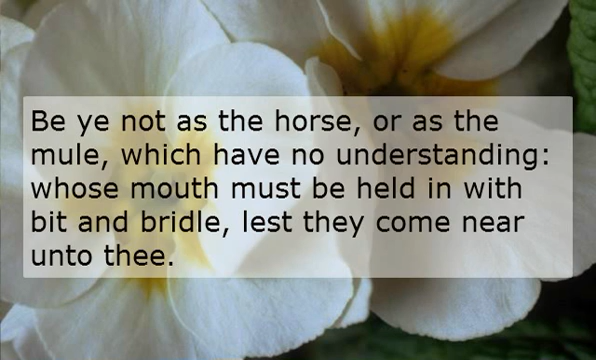 Be ye not as the horse, or as the
mule, which have no understanding:
whose mouth must be held in with
bit and bridle, lest they come near
unto thee.